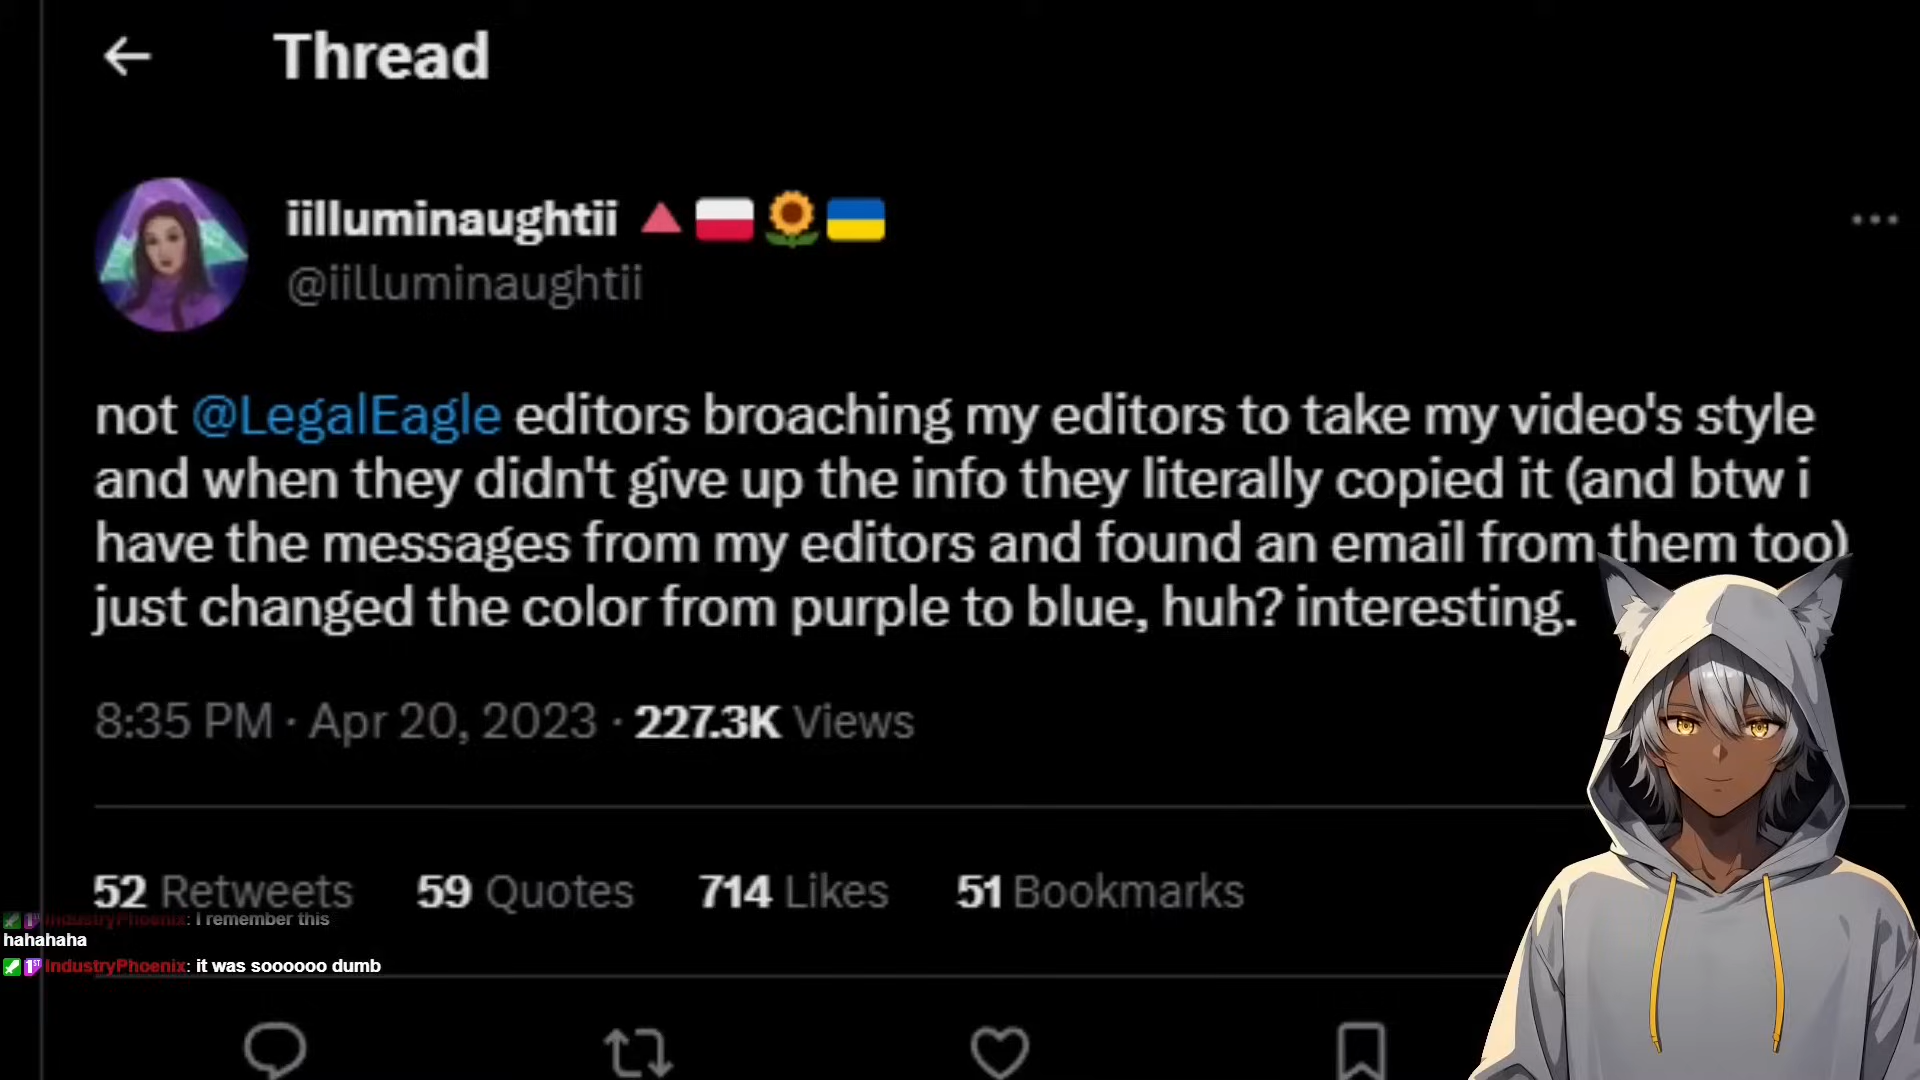 Thread
iilluminaughtii
@iilluminaughtii
not @LegalEagle editors broaching my editors to take my video's style
and when they didn't give up the info they literally copied it (and btw i
have the messages from my editors and found an email from them too)
just changed the color from purple to blue, huh? interesting.
8:35 PM · Apr 20, 2023 · 227.3K Views
52 Retweets 59 Quotes 714 Likes 51 Bookmarks
1ST IndustryPhoenix: I remember this
hahahaha
1ST IndustryPhoenix: it was soooooo dumb